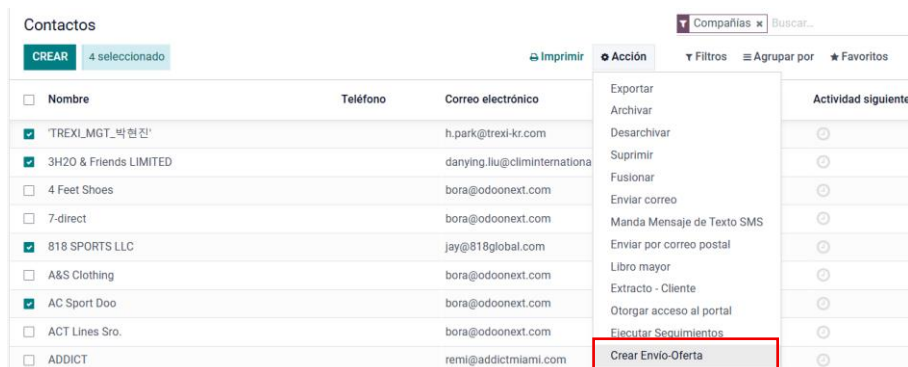 Contactos
Compañías x Buscar...
CREAR 4 seleccionado Imprimir Acción Filtros Agrupar por Favoritos
Nombre Teléfono Correo electrónico Actividad siguiente
'TREXI_MGT_박현진' h.park@trexi-kr.com
3H2O & Friends LIMITED danying.liu@climinternationa
4 Feet Shoes bora@odoonext.com
7-direct bora@odoonext.com
818 SPORTS LLC jay@818global.com
A&S Clothing bora@odoonext.com
AC Sport Doo bora@odoonext.com
ACT Lines Sro. bora@odoonext.com
ADDICT remi@addictmiami.com
Exportar
Archivar
Desarchivar
Suprimir
Fusionar
Enviar correo
Manda Mensaje de Texto SMS
Enviar por correo postal
Libro mayor
Extracto - Cliente
Otorgar acceso al portal
Ejecutar Seguimientos
Crear Envío-Oferta